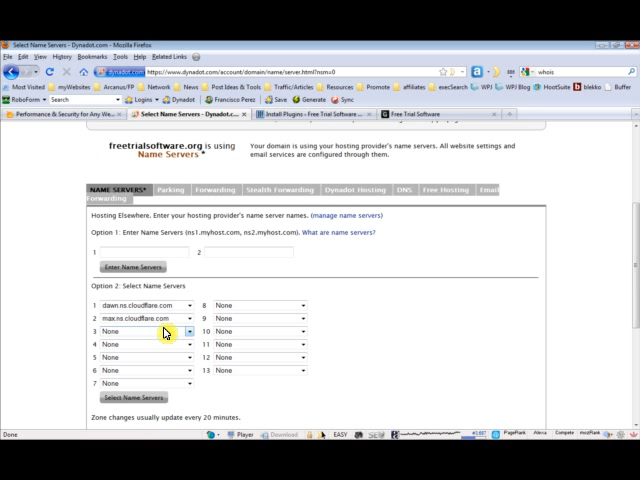 Select Name Servers - Dynadot.com - Mozilla Firefox
File Edit View History Bookmarks Tools Help Related Links
dynadot.com https://www.dynadot.com/account/domain/name/server.html?nsm=0 whois
Most Visited myWebsites Arcanus/FP Network News Post Ideas & Tools Traffic/Articles Resources Promote affiliates execSearch WPJ Blog WPJ HootSuite blekko Left on
RoboForm Search Logins Dynadot Francisco Perez Save Generate
Performance & Security for Any We... Select Name Servers - Dynadot.c... Install Plugins - Free Trial Software ... Free Trial Software
freetrialsoftware.org is using
Name Servers *
Your domain is using your hosting provider's name servers. All website settings and
email services are configured through them.
NAME SERVERS* Parking Forwarding Stealth Forwarding Dynadot Hosting DNS Free Hosting Email
Forwarding
Hosting Elsewhere. Enter your hosting provider's name server names. (manage name servers)
Option 1: Enter Name Servers (ns1.myhost.com, ns2.myhost.com). What are name servers?
1 2
Enter Name Servers
Option 2: Select Name Servers
1 dawn.ns.cloudflare.com 8 None
2 max.ns.cloudflare.com 9 None
3 None 10 None
4 None 11 None
5 None 12 None
6 None 13 None
7 None
Select Name Servers
Zone changes usually update every 20 minutes.
Done Player Download EASY PageRank Alexa Compete mozRank